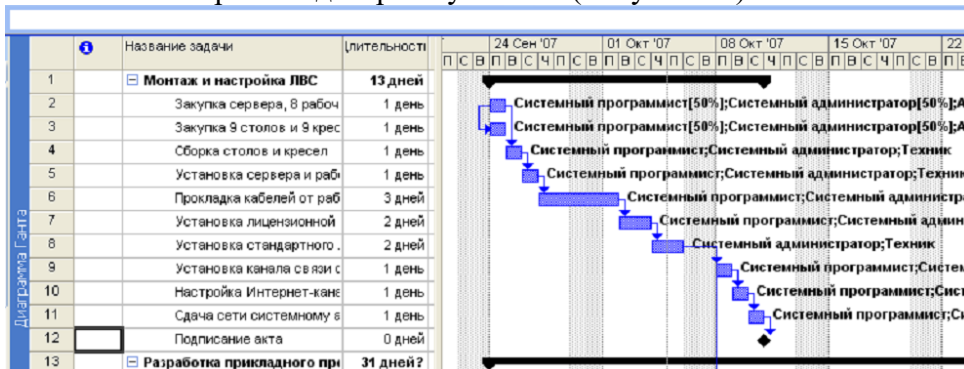 Название задачи
24 Сен '07 01 Окт '07 08 Окт '07 15 Окт '07 22
П С В П В С Ч П С В П В С Ч П С В П В С Ч П С В П В С Ч П С В П В
1 Монтаж и настройка ЛВС 13 дней
2 Закупка сервера, 8 рабоч 1 день Системный программист[50%];Системный администратор[50%];А
3 Закупка 9 столов и 9 крес 1 день Системный программист[50%];Системный администратор[50%];А
4 Сборка столов и кресел 1 день Системный программист;Системный администратор;Техник
5 Установка сервера и раб 1 день Системный программист;Системный администратор;Техник
6 Прокладка кабелей от раб 3 дней Системный программист;Системный администра
7 Установка лицензионной 2 дней Системный программист;Системный админ
8 Установка стандартного . 2 дней Системный администратор;Техник
9 Установка канала связи с 1 день Системный программист;Систем
10 Настройка Интернет-кана 1 день Системный программист;Сист
11 Сдача сети системному а 1 день Системный программист;С
12 Подписание акта 0 дней
13 Разработка прикладного пр 31 дней?
Диаграмма Ганта